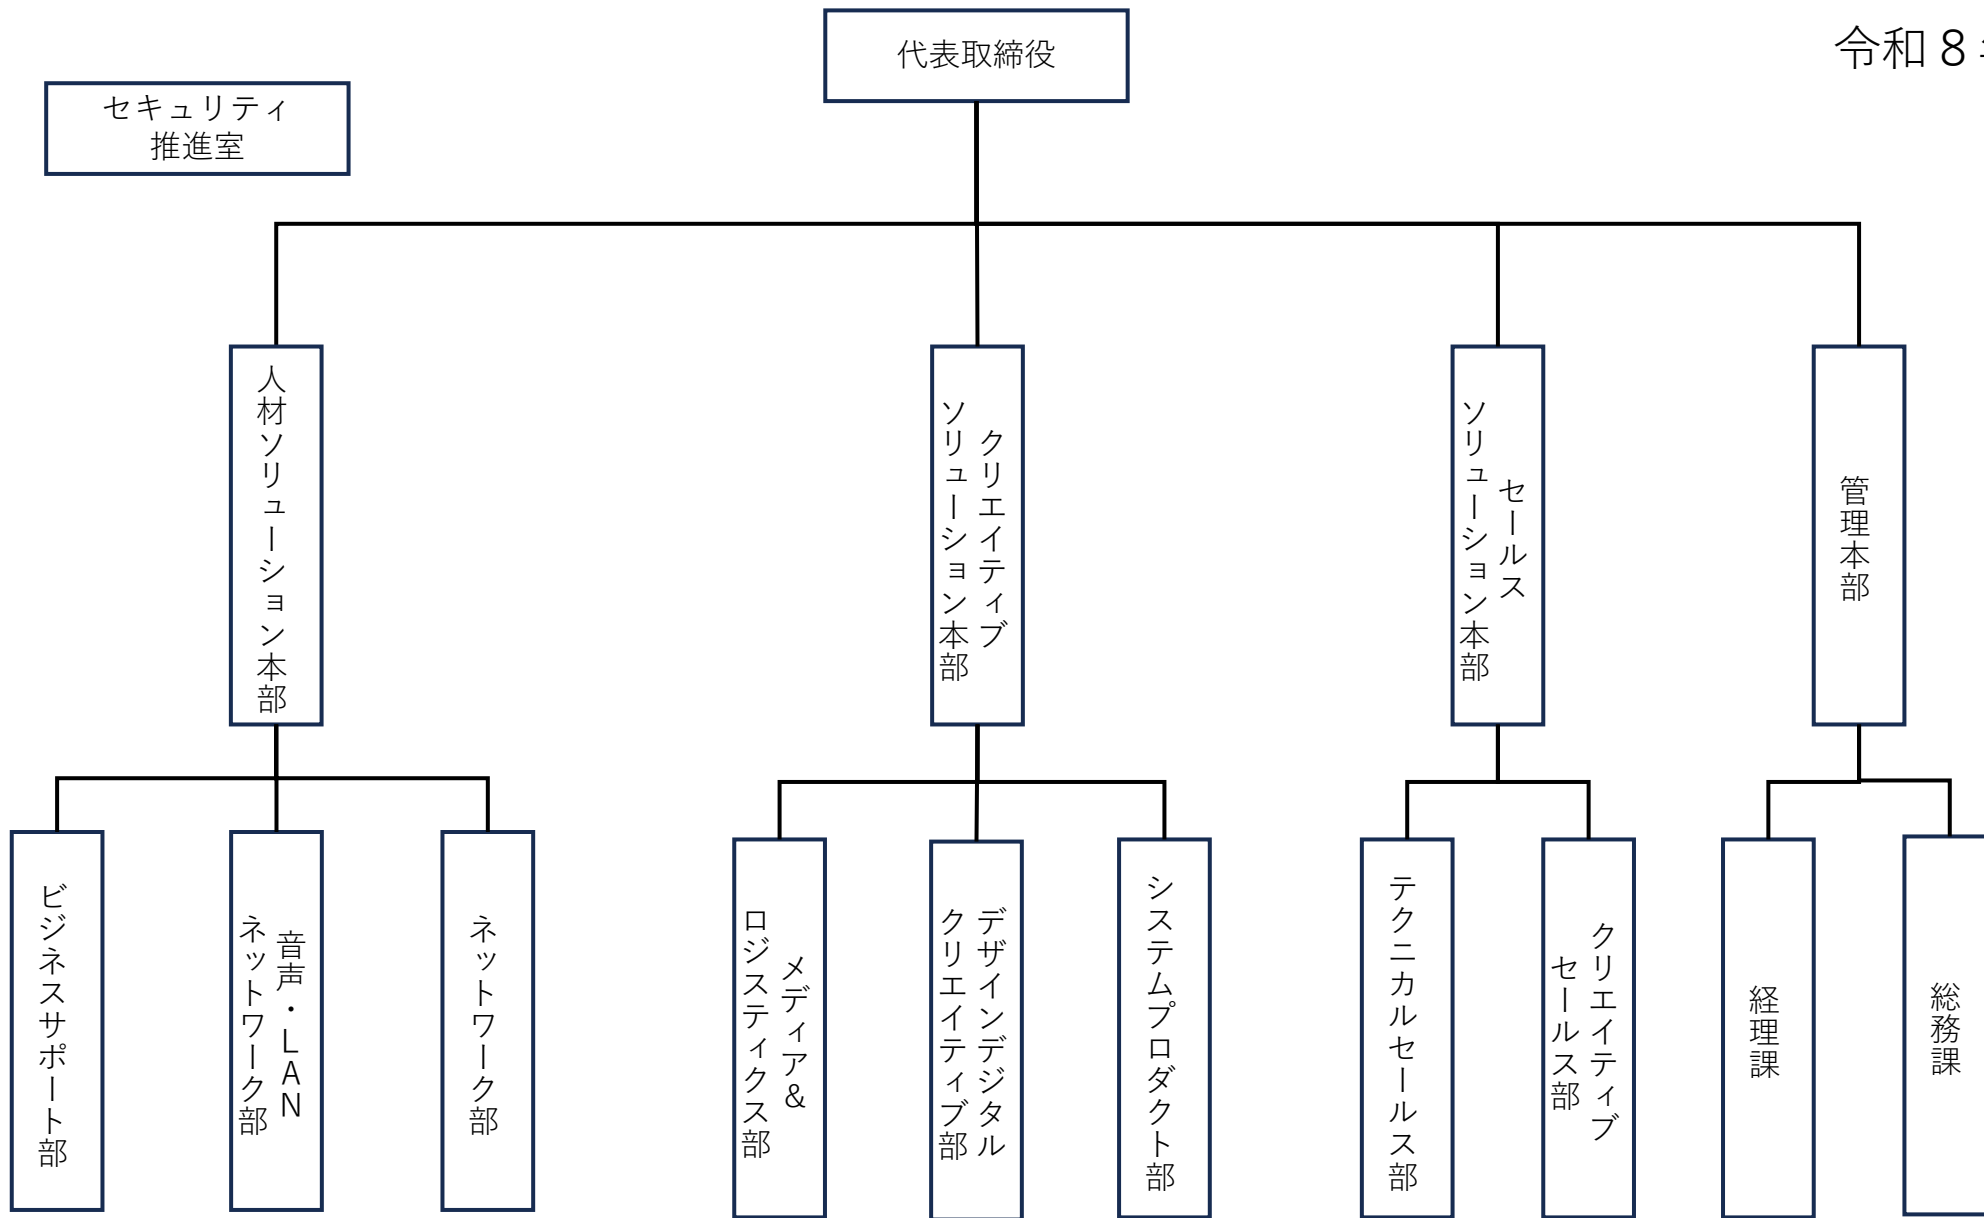 代表取締役
令和８
セキュリティ
推進室
人材ソリューション本部
クリエイティブ
ソリューション本部
セールス
ソリューション本部
管理本部
ビジネスサポート部
音声・LAN
ネットワーク部
ネットワーク部
メディア&
ロジスティクス部
デザインデジタル
クリエイティブ部
システムプロダクト部
テクニカルセールス部
クリエイティブ
セールス部
経理課
総務課